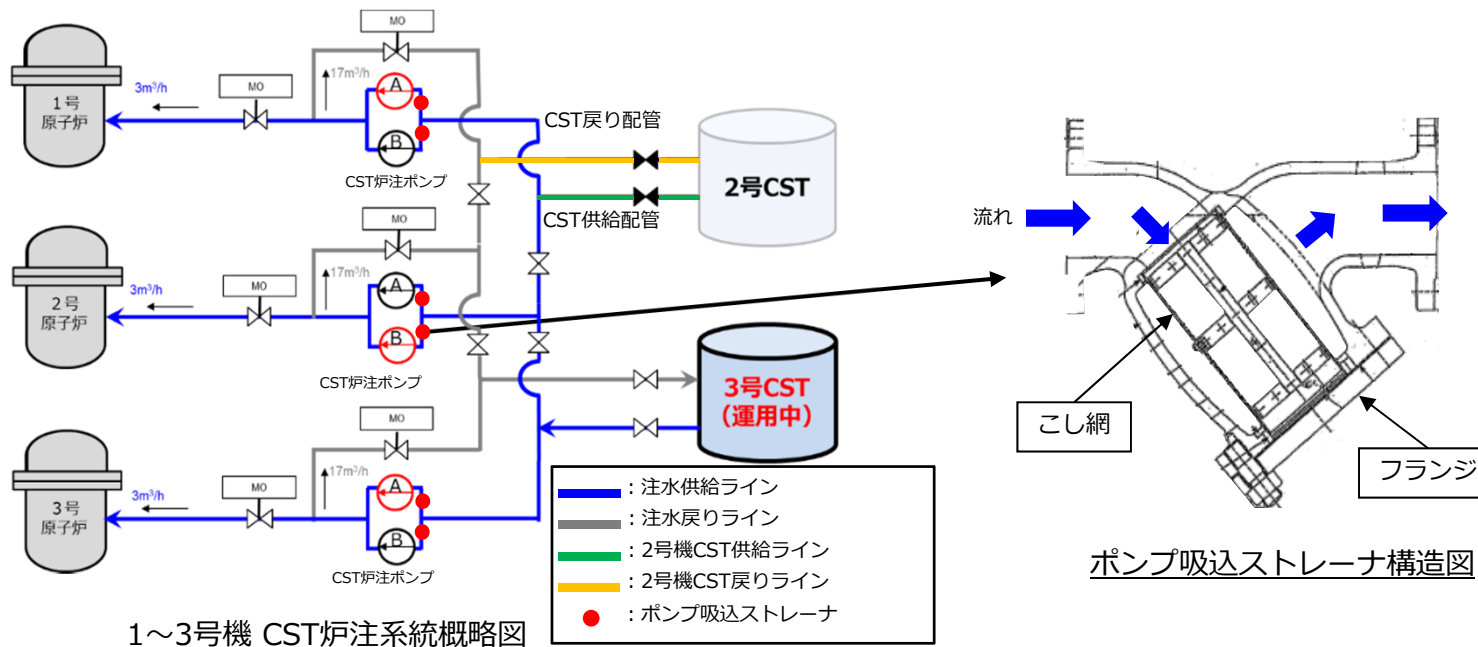 MO
1号
原子炉
3m³/h
MO
17m³/h
A
B
CST炉注ポンプ
CST戻り配管
2号CST
CST供給配管
MO
2号
原子炉
3m³/h
MO
17m³/h
A
B
CST炉注ポンプ
3号CST
(運用中)
MO
3号
原子炉
3m³/h
MO
17m³/h
A
B
CST炉注ポンプ
:注水供給ライン
:注水戻りライン
:2号機CST供給ライン
:2号機CST戻りライン
:ポンプ吸込ストレーナ
1~3号機 CST炉注系統概略図
流れ
こし網
フランジ
ポンプ吸込ストレーナ構造図